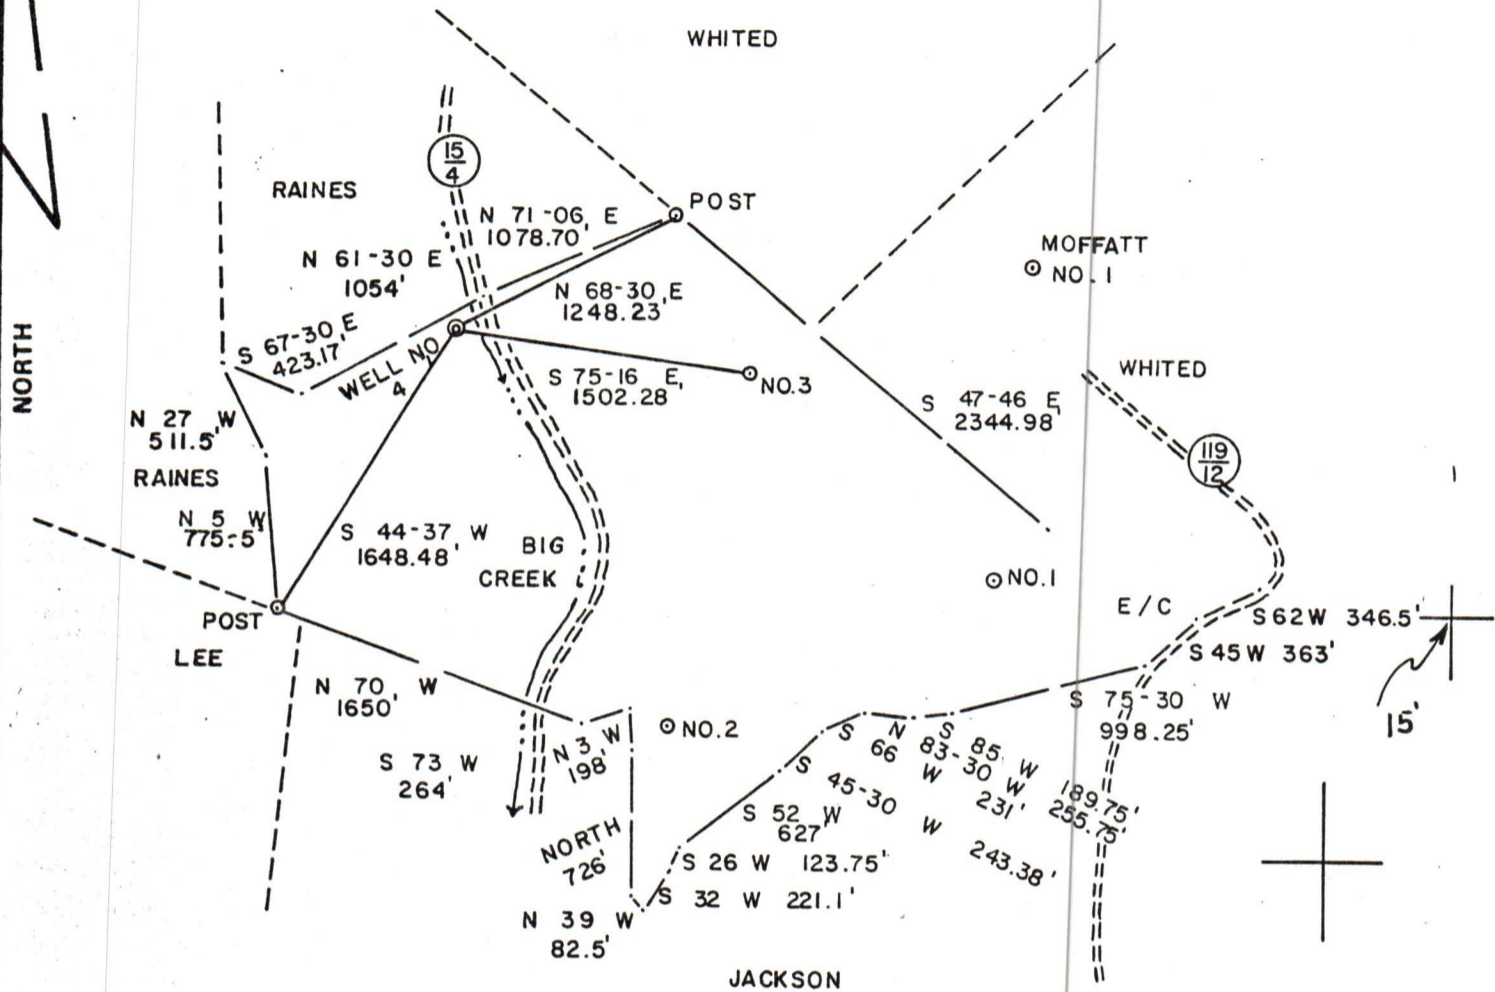 WHITED
15
4
RAINES
POST
N 71-06' E
1078.70'
N 61-30 E
1054'
MOFFATT
NO. 1
N 68-30' E
1248.23'
S 67-30' E
423.17'
WELL NO.
4
NORTH
S 75-16' E
1502.28'
NO.3
WHITED
S 47-46' E
2344.98'
N 27 W
511.5'
119
12
RAINES
N 5 W
775.5'
S 44-37' W
1648.48'
BIG
CREEK
NO.1
E/C
POST
S 62 W 346.5'
LEE
S 45 W 363'
N 70 W
1650'
S 75-30 W
998.25'
15'
NO.2
N 3 W
198'
S 73 W
264'
S 85 W 189.75'
N 83-30 W 255.75'
S 66 W 231'
S 45-30 W 243.38'
S 52 W
627'
NORTH
726'
S 26 W 123.75'
S 32 W 221.1'
N 39 W
82.5'
JACKSON